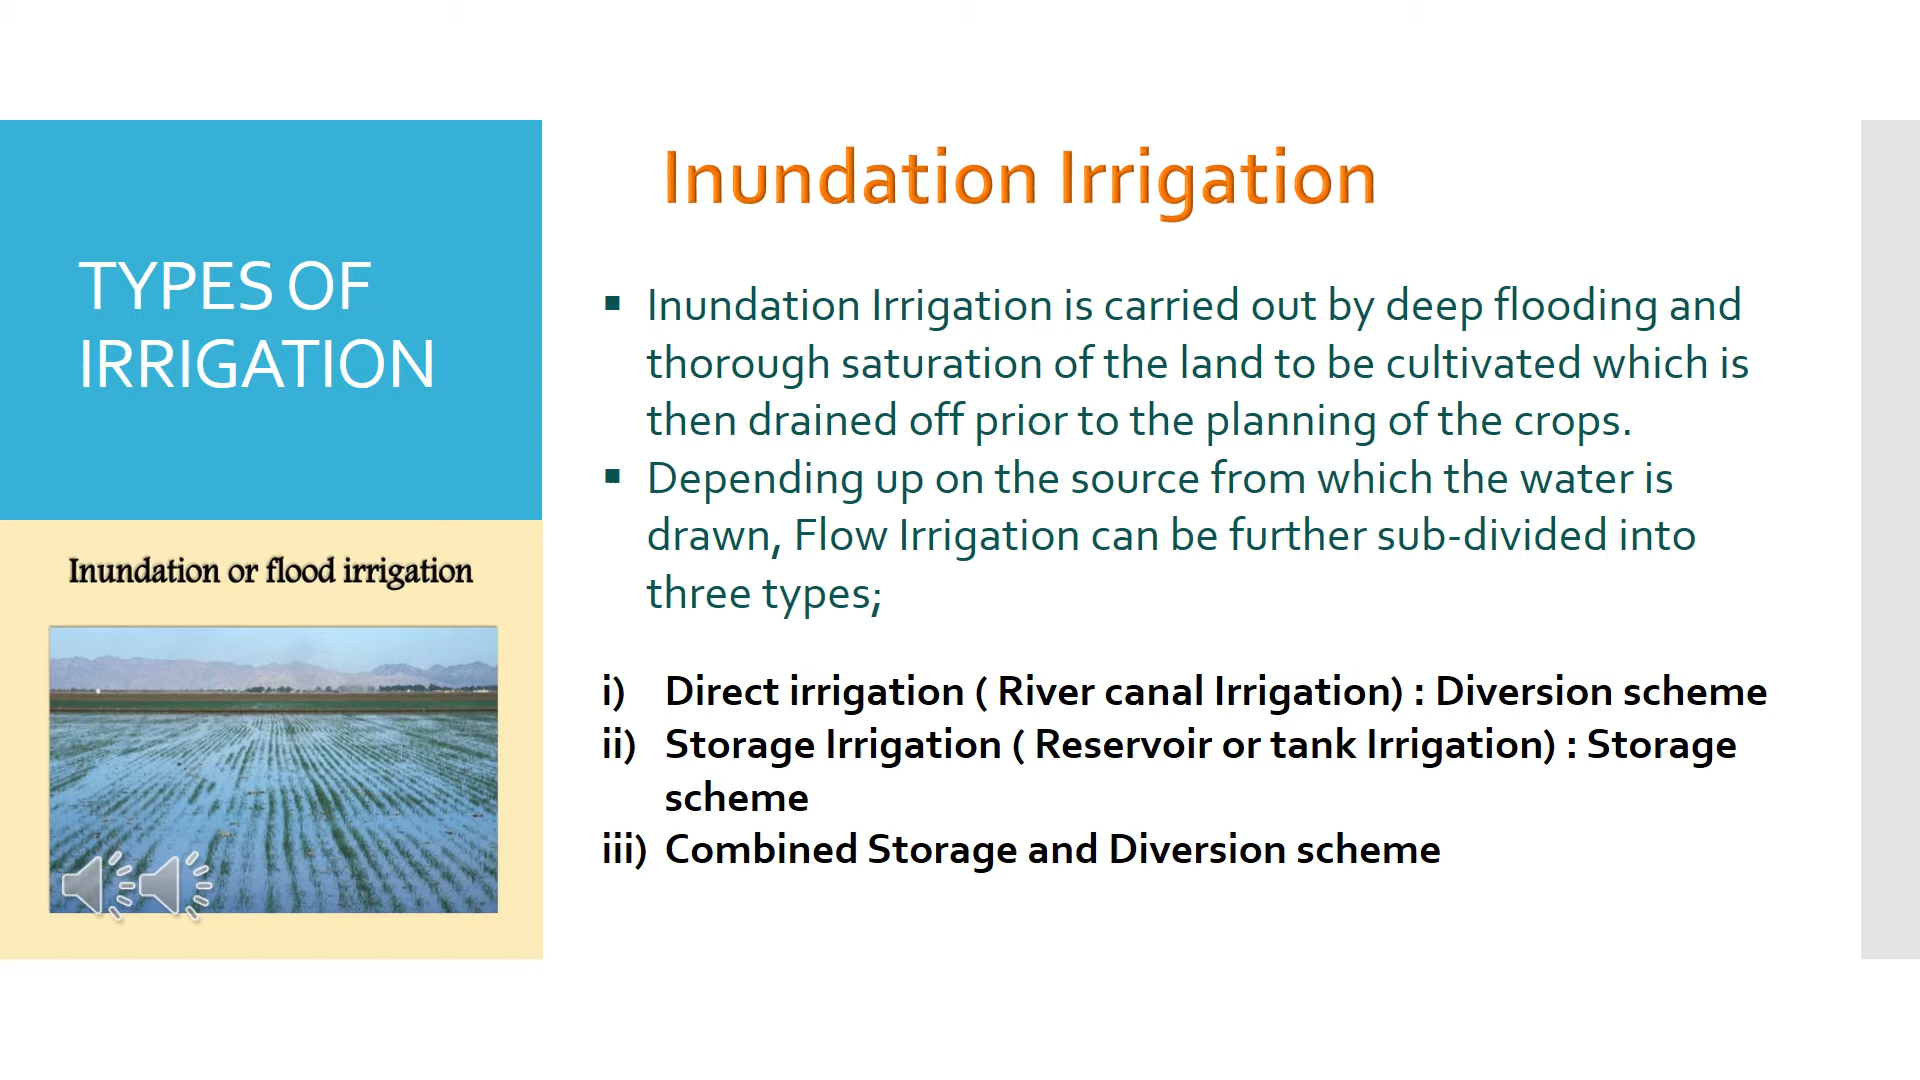 TYPES OF
IRRIGATION
Inundation or flood irrigation
Inundation Irrigation
▪ Inundation Irrigation is carried out by deep flooding and
thorough saturation of the land to be cultivated which is
then drained off prior to the planning of the crops.
▪ Depending up on the source from which the water is
drawn, Flow Irrigation can be further sub-divided into
three types;
i) Direct irrigation ( River canal Irrigation) : Diversion scheme
ii) Storage Irrigation ( Reservoir or tank Irrigation) : Storage
scheme
iii) Combined Storage and Diversion scheme